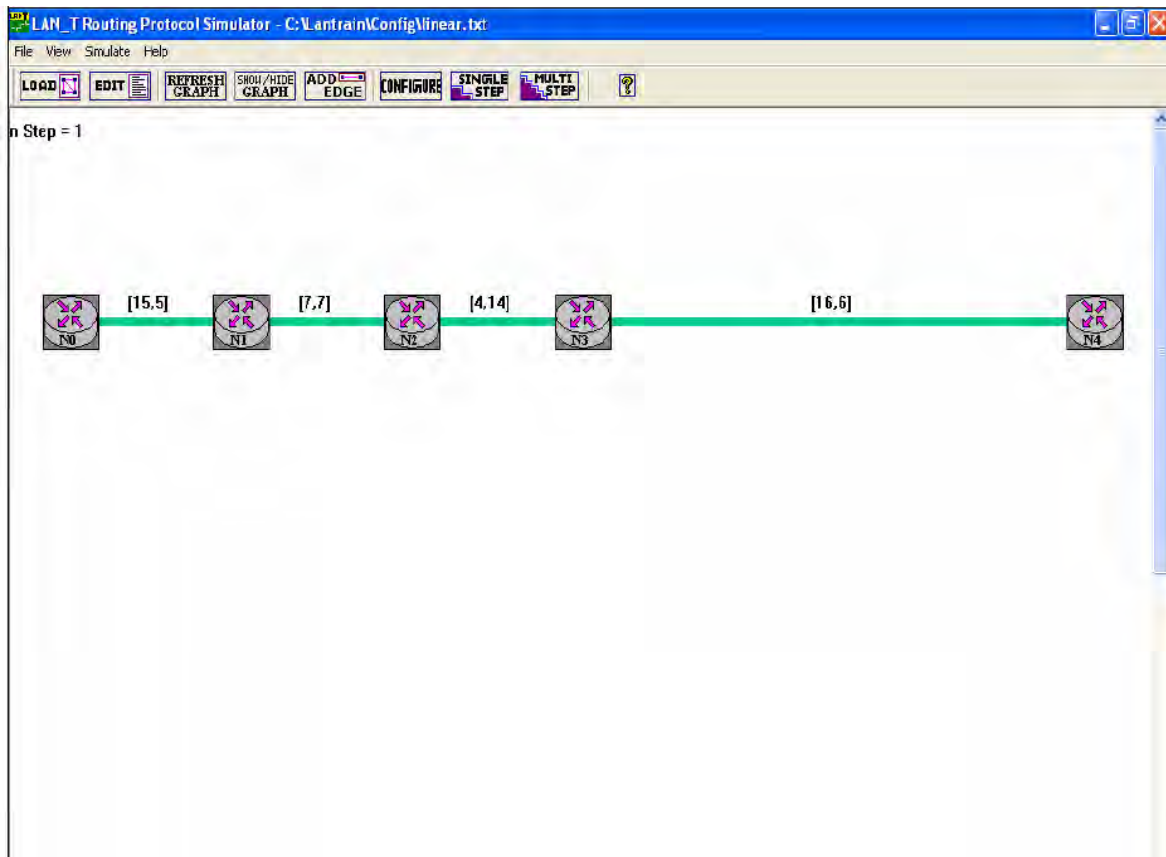 LAN_T Routing Protocol Simulator - C:\Lantrain\Config\linear.txt
File View Simulate Help
LOAD EDIT REFRESH GRAPH SHOW/HIDE GRAPH ADD EDGE CONFIGURE SINGLE STEP MULTI STEP ?
n Step = 1
[15,5] [7,7] [4,14] [16,6]
N0 N1 N2 N3 N4